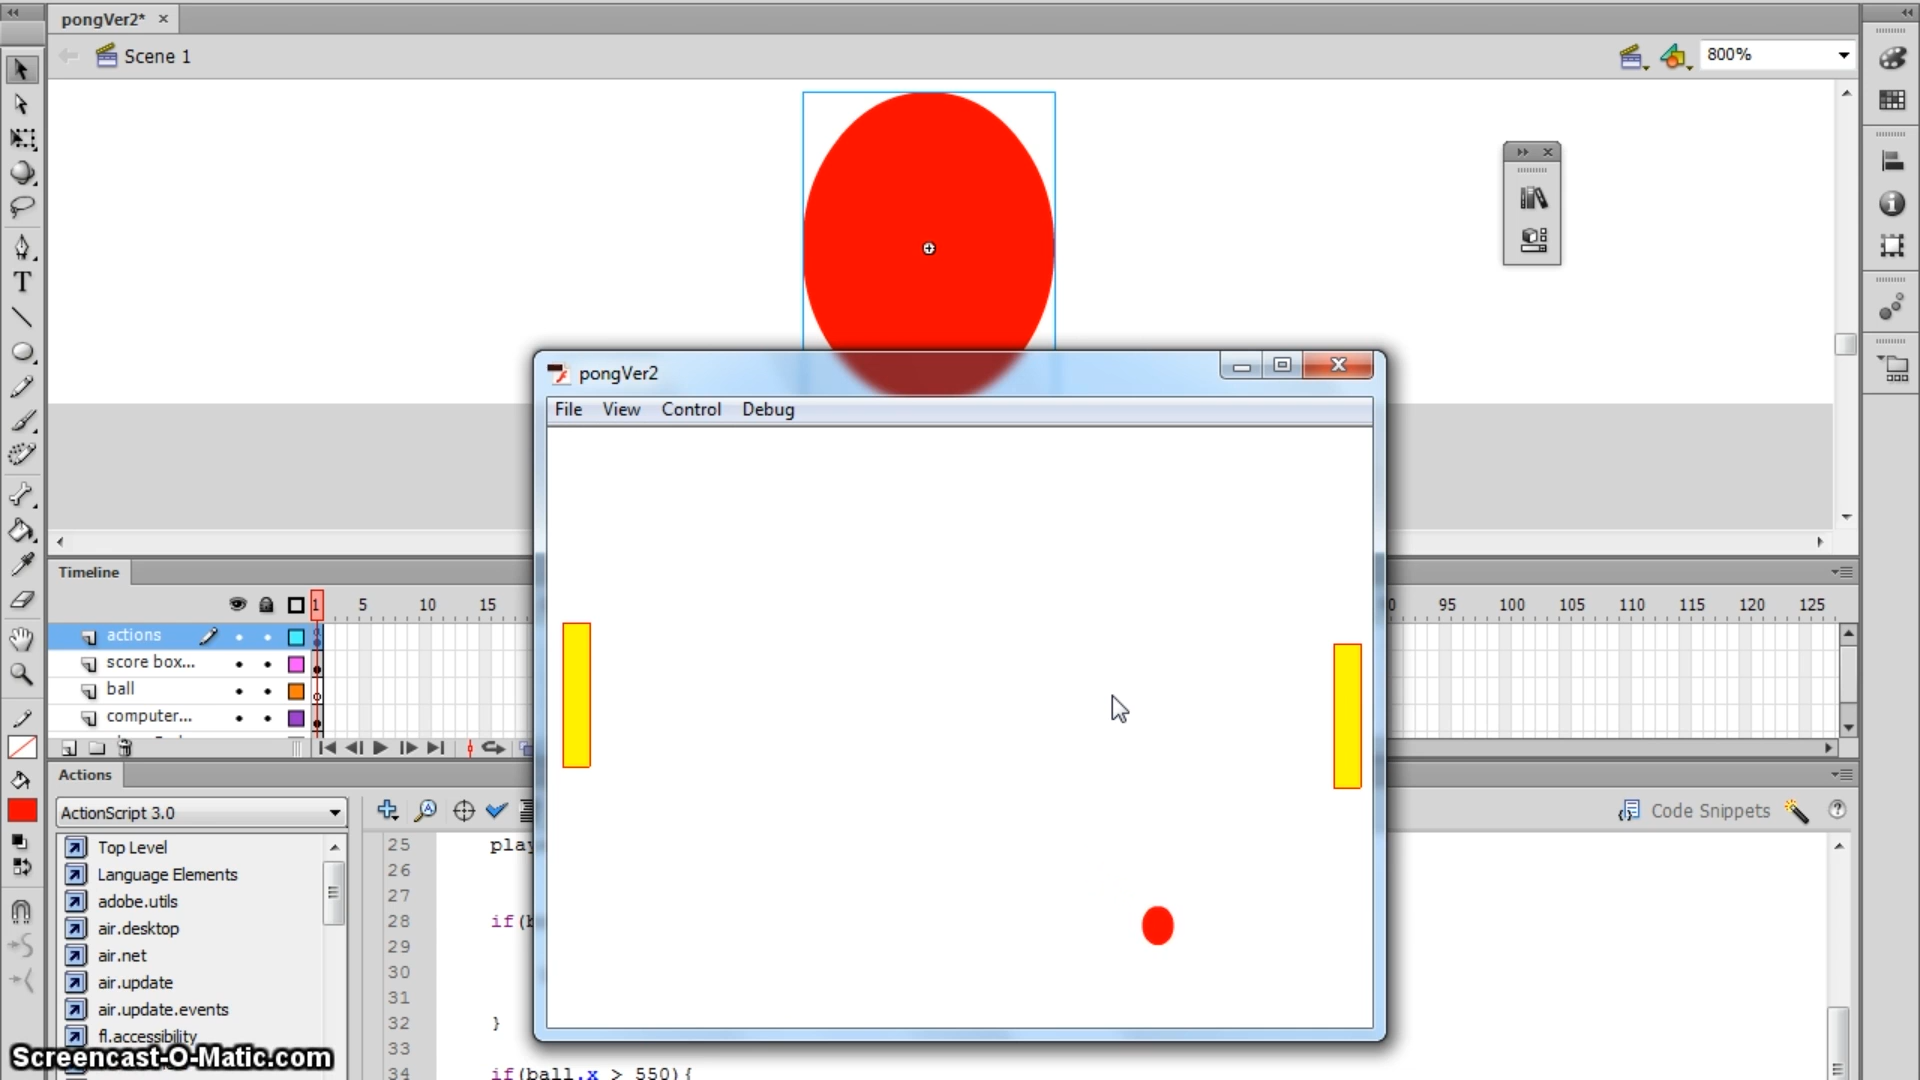 pongVer2*
Scene 1
800%
pongVer2
File View Control Debug
Timeline
1 5 10 15
95 100 105 110 115 120 125
actions
score box...
ball
computer...
Actions
ActionScript 3.0
Code Snippets
Top Level
Language Elements
adobe.utils
air.desktop
air.net
air.update
air.update.events
fl.accessibility
25
26
27
28 if(
29
30
31
32 }
33
34 if(ball.x > 550){
Screencast-O-Matic.com